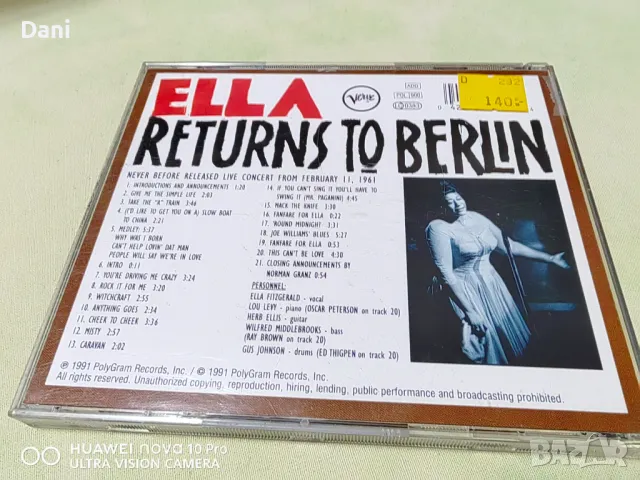 Dani
ELLA
RETURNS TO BERLIN
Verve
D 292
140.-
NEVER BEFORE RELEASED LIVE CONCERT FROM FEBRUARY 11, 1961
1. INTRODUCTIONS AND ANNOUNCEMENTS 1:20
2. GIVE ME THE SIMPLE LIFE 2:05
3. TAKE THE "A" TRAIN 3:46
4. (I'D LIKE TO GET YOU ON A) SLOW BOAT
TO CHINA 2:21
5. MEDLEY: 5:37
WHY WAS I BORN
CAN'T HELP LOVIN' DAT MAN
PEOPLE WILL SAY WE'RE IN LOVE
6. INTRO 0:11
7. YOU'RE DRIVING ME CRAZY 3:24
8. ROCK IT FOR ME 3:20
9. WITCHCRAFT 2:55
10. ANYTHING GOES 2:34
11. CHEEK TO CHEEK 3:36
12. MISTY 2:57
13. CARAVAN 2:02
14. IF YOU CAN'T SING IT YOU'LL HAVE TO
SWING IT (MR. PAGANINI) 4:45
15. MACK THE KNIFE 3:30
16. FANFARE FOR ELLA 0:22
17. 'ROUND MIDNIGHT 3:31
18. JOE WILLIAMS' BLUES 5:27
19. FANFARE FOR ELLA 0:53
20. THIS CAN'T BE LOVE 4:30
21. CLOSING ANNOUNCEMENTS BY
NORMAN GRANZ 0:54
PERSONNEL:
ELLA FITZGERALD - vocal
LOU LEVY - piano (OSCAR PETERSON on track 20)
HERB ELLIS - guitar
WILFRED MIDDLEBROOKS - bass
(RAY BROWN on track 20)
GUS JOHNSON - drums (ED THIGPEN on track 20)
℗ 1991 PolyGram Records, Inc. / © 1991 PolyGram Records, Inc.
All rights reserved. Unauthorized copying, reproduction, hiring, lending, public performance and broadcasting prohibited.
HUAWEI nova 10 Pro
ULTRA VISION CAMERA
BAZAR